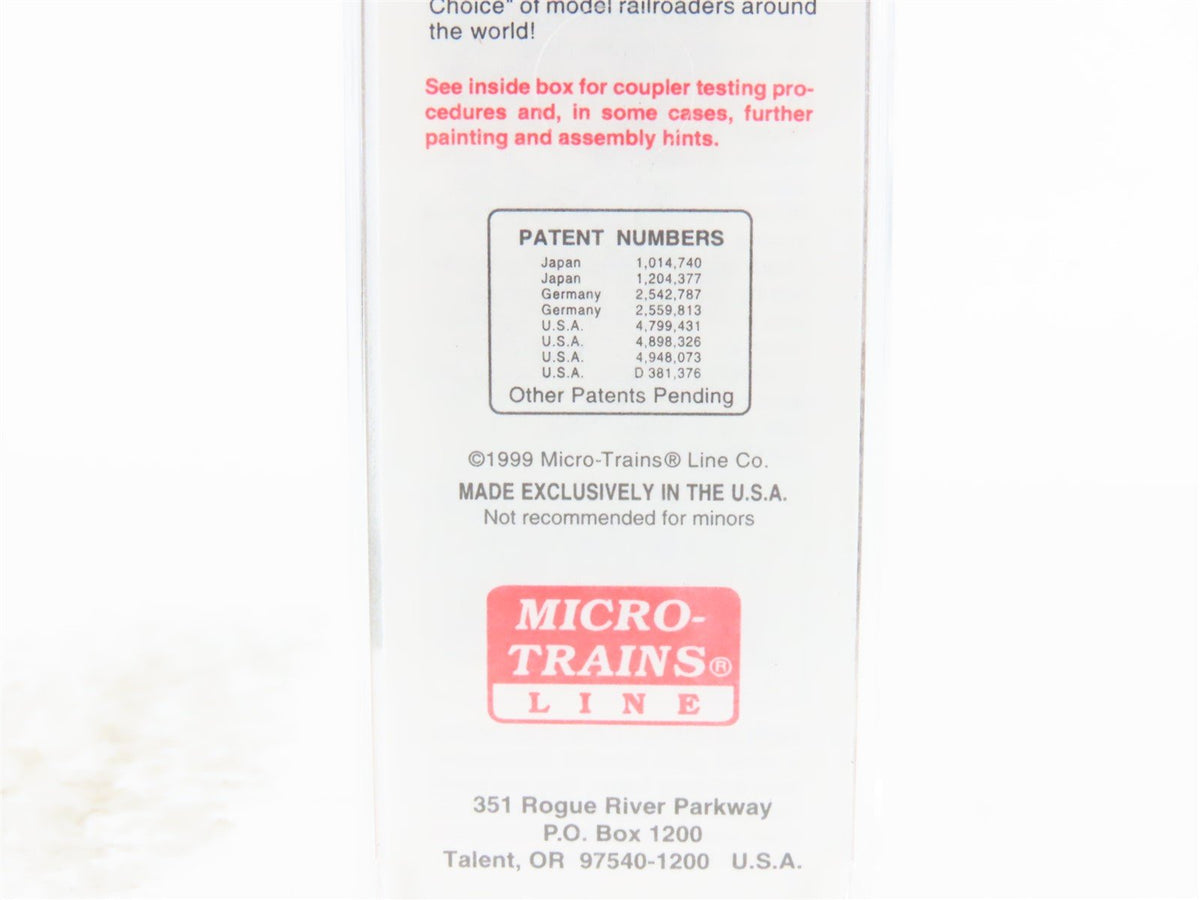 Choice" of model railroaders around
the world!
See inside box for coupler testing pro-
cedures and, in some cases, further
painting and assembly hints.
PATENT NUMBERS
Japan 1,014,740
Japan 1,204,377
Germany 2,542,787
Germany 2,559,813
U.S.A. 4,799,431
U.S.A. 4,898,326
U.S.A. 4,948,073
U.S.A. D 381,376
Other Patents Pending
©1999 Micro-Trains® Line Co.
MADE EXCLUSIVELY IN THE U.S.A.
Not recommended for minors
MICRO-
TRAINS®
LINE
351 Rogue River Parkway
P.O. Box 1200
Talent, OR 97540-1200 U.S.A.